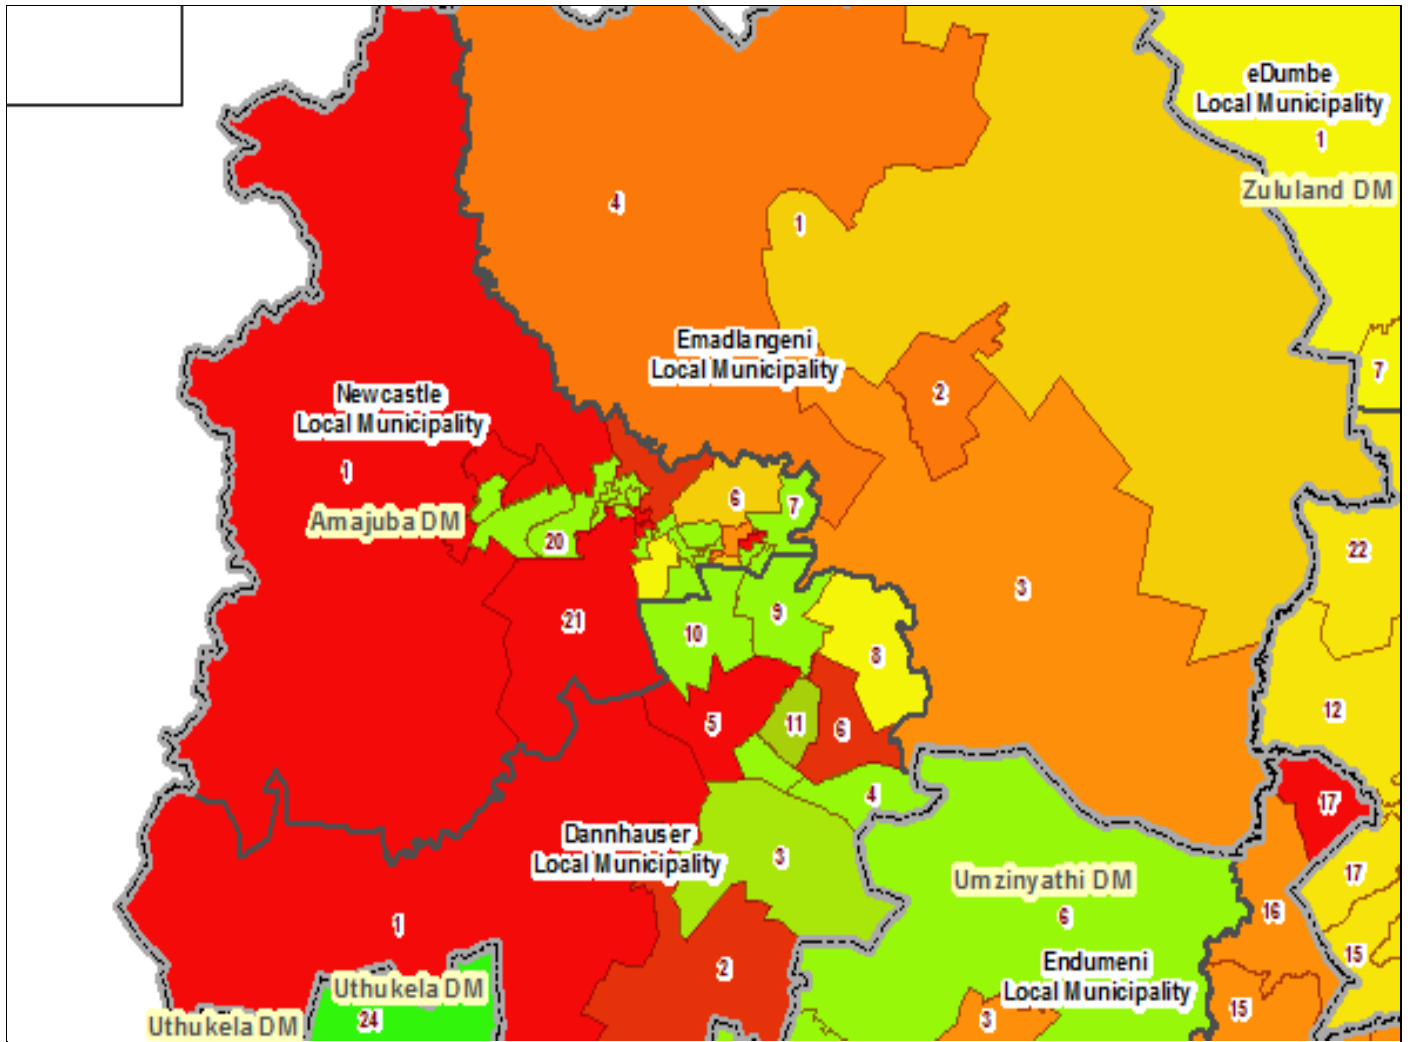 eDumbe
Local Municipality
1
Zululand DM
4
1
Emadlangeni
Local Municipality
2
7
Newcastle
Local Municipality
1
Amajuba DM
6
7
20
22
3
21
10
9
8
12
5
11
6
4
17
Dannhauser
Local Municipality
3
Umzinyathi DM
17
6
16
1
2
Endumeni
Local Municipality
15
Uthukela DM
24
Uthukela DM
3
15